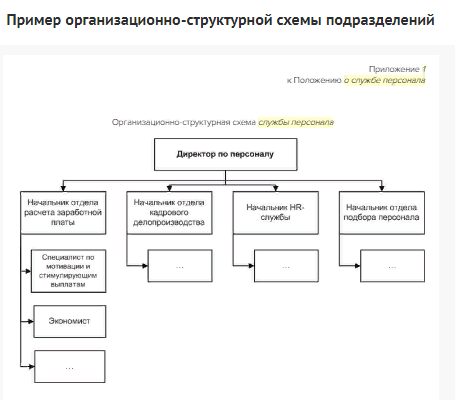 Пример организационно-структурной схемы подразделений
Приложение 1
к Положению о службе персонала
Организационно-структурная схема службы персонала
Директор по персоналу
Начальник отдела
расчета заработной
платы
Начальник отдела
кадрового
делопроизводства
Начальник HR-
службы
Начальник отдела
подбора персонала
Специалист по
мотивации и
стимулирующим
выплатам
...
...
...
Экономист
...